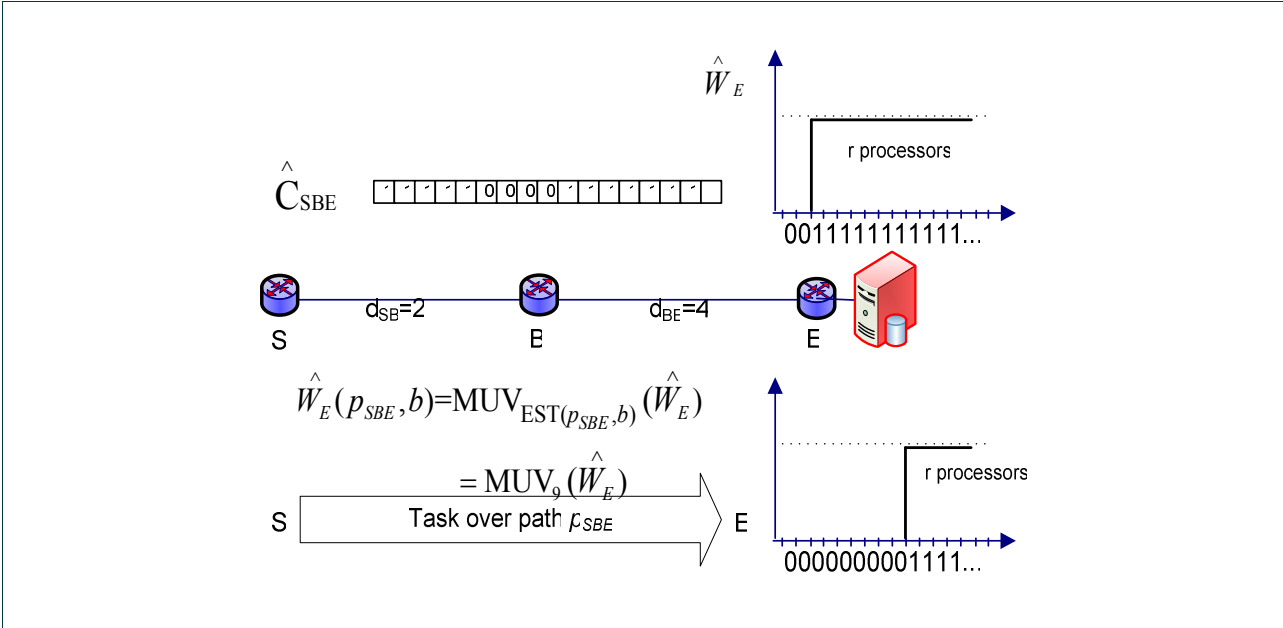 Ŵ_E
r processors
Ĉ_SBE
0 0 0 0
0011111111111...
d_SB=2
d_BE=4
S
B
E
Ŵ_E(p_SBE,b)=MUV_EST(p_SBE,b)(Ŵ_E)
= MUV_9(Ŵ_E)
r processors
S
Task over path p_SBE
E
0000000001111...